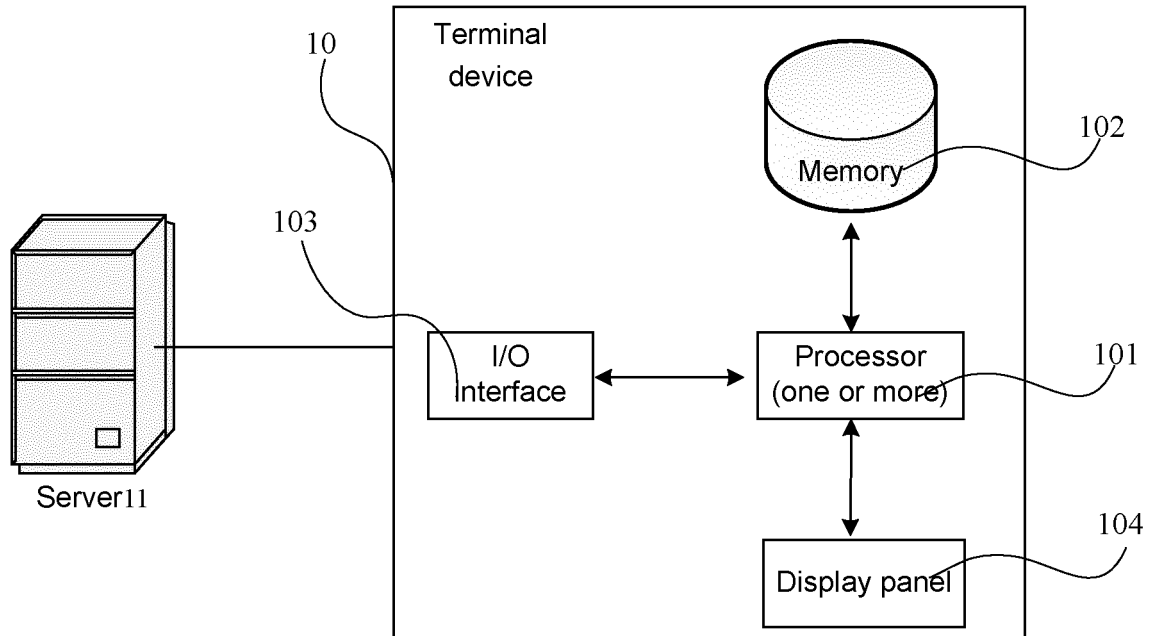 10
Terminal
device
102
Memory
103
I/O
interface
Processor
(one or more)
101
Server11
104
Display panel